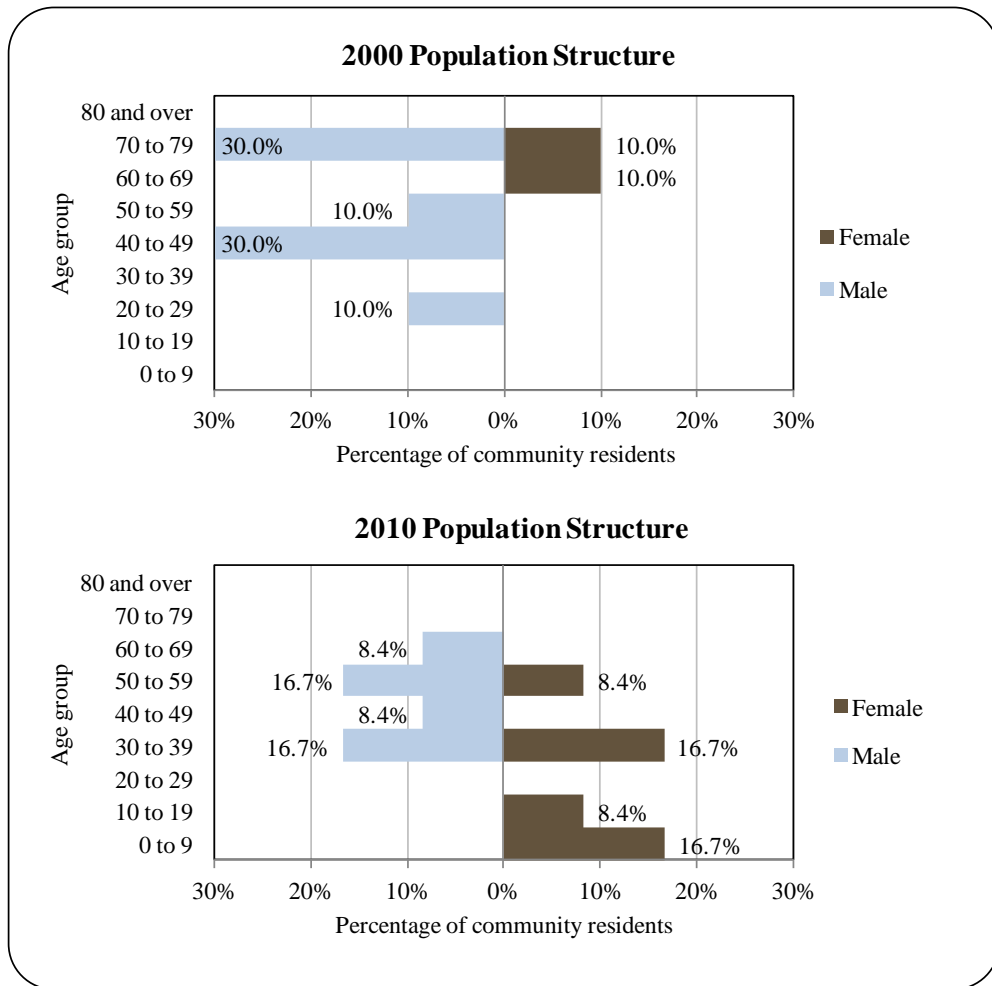 2000 Population Structure
Age group
80 and over
70 to 79 30.0% 10.0%
60 to 69 10.0%
50 to 59 10.0%
40 to 49 30.0%
30 to 39
20 to 29 10.0%
10 to 19
0 to 9
30% 20% 10% 0% 10% 20% 30%
Percentage of community residents
Female
Male
2010 Population Structure
Age group
80 and over
70 to 79
60 to 69 8.4%
50 to 59 16.7% 8.4%
40 to 49 8.4%
30 to 39 16.7% 16.7%
20 to 29
10 to 19 8.4%
0 to 9 16.7%
30% 20% 10% 0% 10% 20% 30%
Percentage of community residents
Female
Male